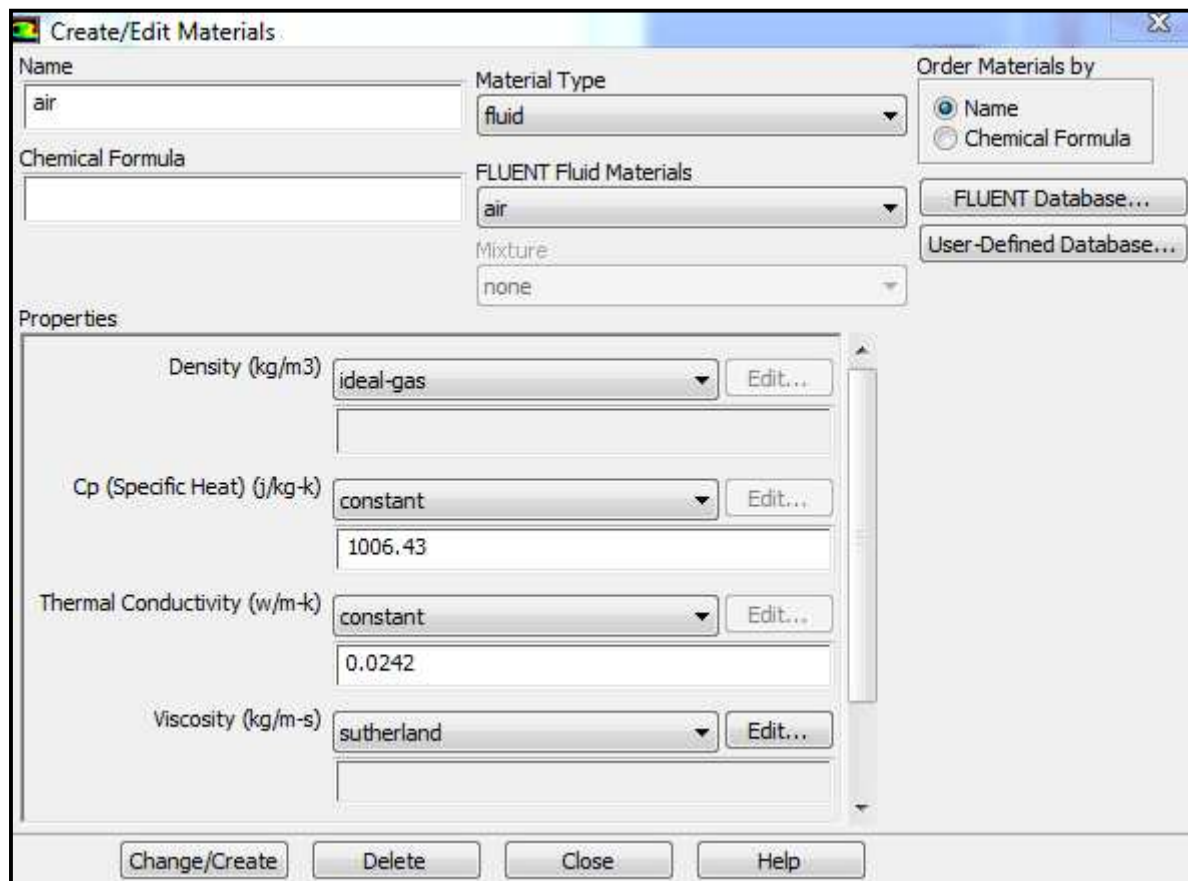 Create/Edit Materials
Name
air
Chemical Formula
Material Type
fluid
FLUENT Fluid Materials
air
Mixture
none
Order Materials by
Name
Chemical Formula
FLUENT Database...
User-Defined Database...
Properties
Density (kg/m3)
ideal-gas
Edit...
Cp (Specific Heat) (j/kg-k)
constant
Edit...
1006.43
Thermal Conductivity (w/m-k)
constant
Edit...
0.0242
Viscosity (kg/m-s)
sutherland
Edit...
Change/Create
Delete
Close
Help